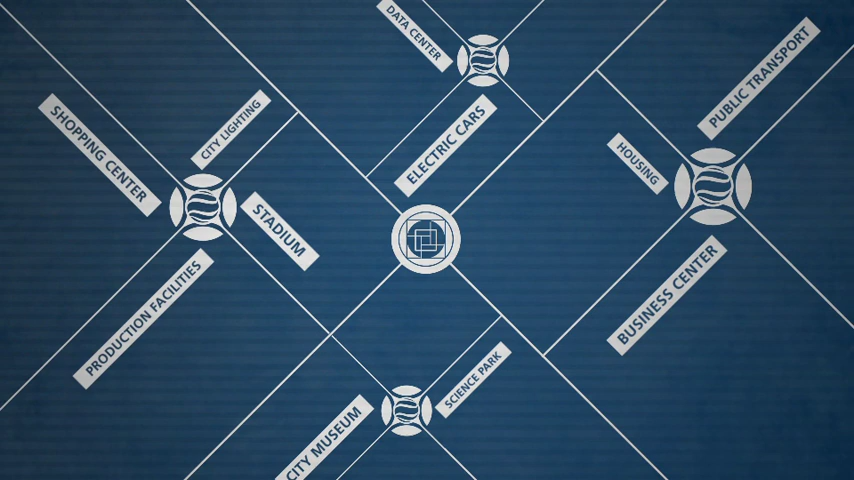 DATA CENTER
PUBLIC TRANSPORT
SHOPPING CENTER
CITY LIGHTING
ELECTRIC CARS
HOUSING
STADIUM
PRODUCTION FACILITIES
BUSINESS CENTER
SCIENCE PARK
CITY MUSEUM